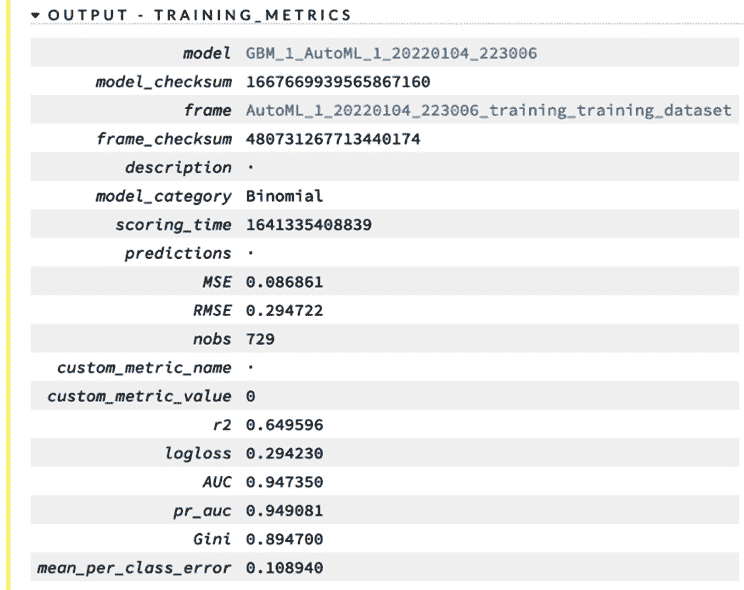 ▾ OUTPUT - TRAINING_METRICS
model GBM_1_AutoML_1_20220104_223006
model_checksum 1667669939565867160
frame AutoML_1_20220104_223006_training_training_dataset
frame_checksum 480731267713440174
description ·
model_category Binomial
scoring_time 1641335408839
predictions ·
MSE 0.086861
RMSE 0.294722
nobs 729
custom_metric_name ·
custom_metric_value 0
r2 0.649596
logloss 0.294230
AUC 0.947350
pr_auc 0.949081
Gini 0.894700
mean_per_class_error 0.108940